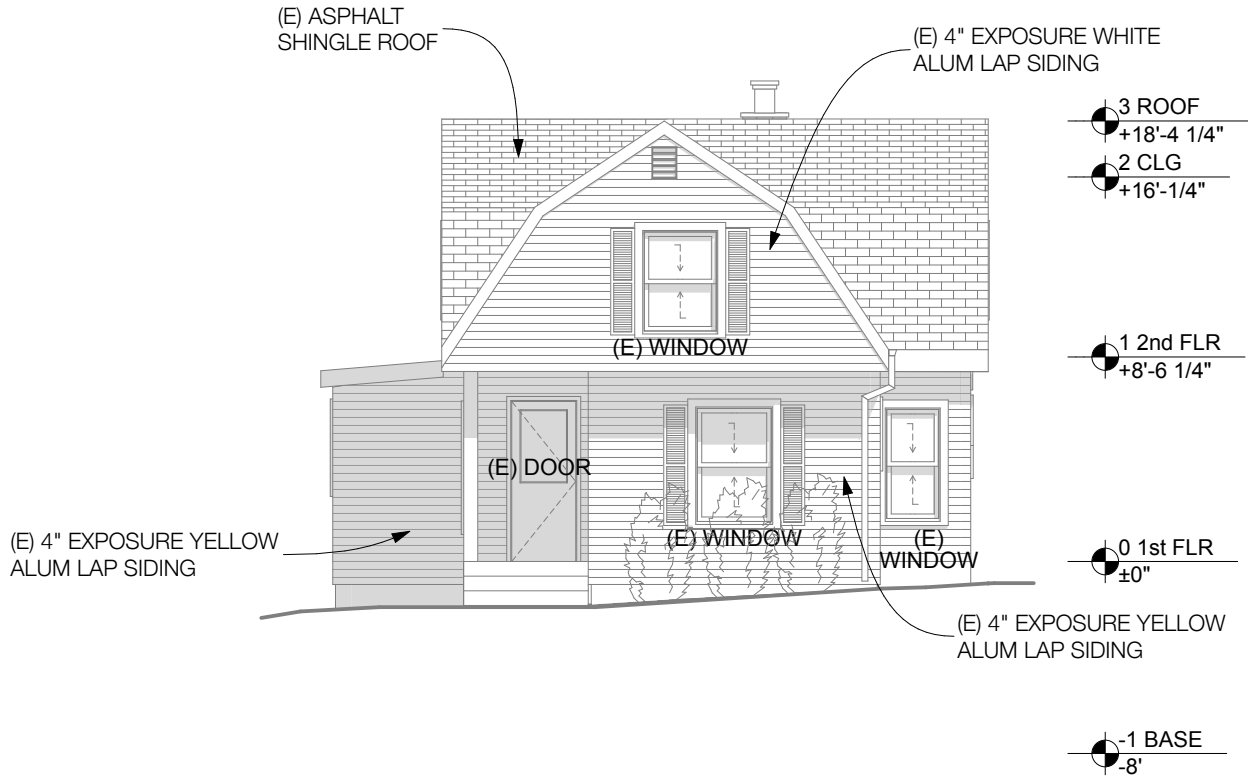 (E) ASPHALT
SHINGLE ROOF
(E) 4" EXPOSURE WHITE
ALUM LAP SIDING
3 ROOF
+18'-4 1/4"
2 CLG
+16'-1/4"
(E) WINDOW
1 2nd FLR
+8'-6 1/4"
(E) DOOR
(E) 4" EXPOSURE YELLOW
ALUM LAP SIDING
(E) WINDOW
(E)
WINDOW
0 1st FLR
±0"
(E) 4" EXPOSURE YELLOW
ALUM LAP SIDING
-1 BASE
-8'